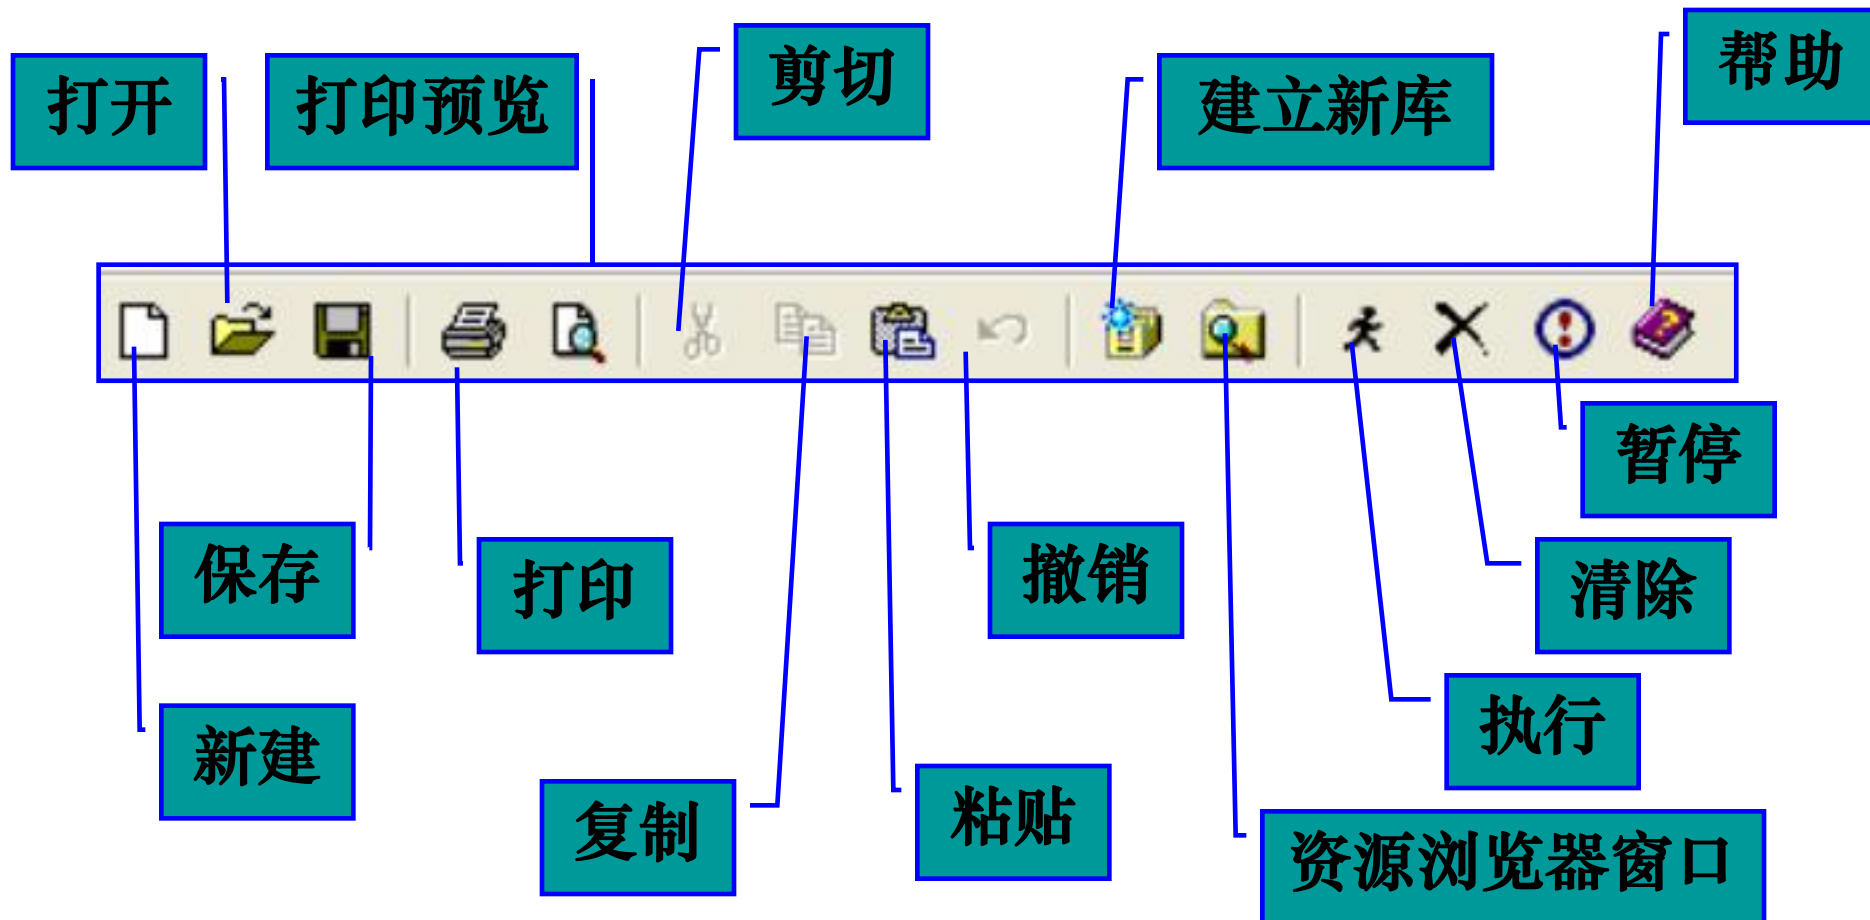 打开
打印预览
剪切
建立新库
帮助
暂停
保存
打印
撤销
清除
新建
复制
粘贴
执行
资源浏览器窗口